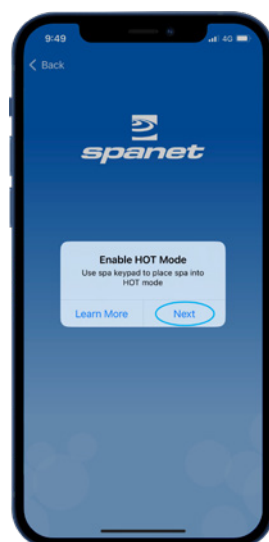 9:49
4G
< Back
spanet
Enable HOT Mode
Use spa keypad to place spa into
HOT mode
Learn More
Next